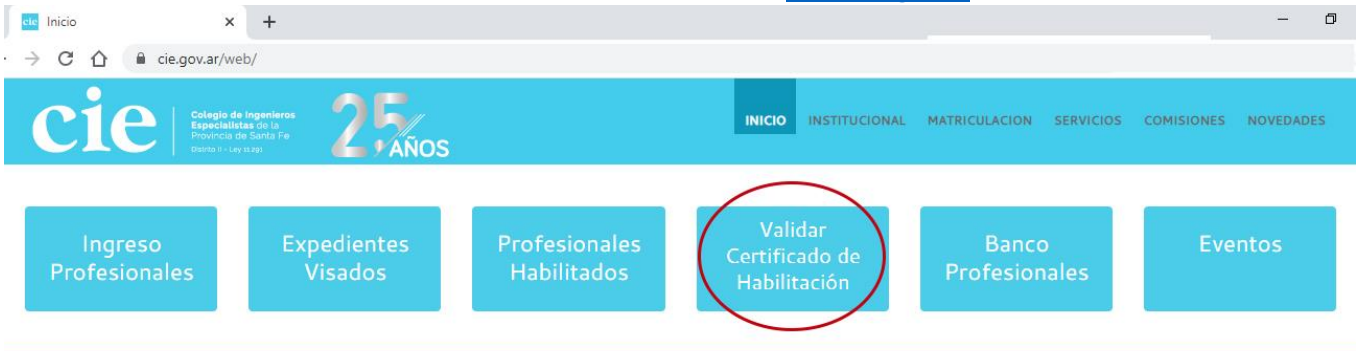 cie Inicio
cie.gov.ar/web/
cie
Colegio de Ingenieros
Especialistas de la
Provincia de Santa Fe
Distrito II - Ley 11.291
25 AÑOS
INICIO INSTITUCIONAL MATRICULACION SERVICIOS COMISIONES NOVEDADES
Ingreso
Profesionales
Expedientes
Visados
Profesionales
Habilitados
Validar
Certificado de
Habilitación
Banco
Profesionales
Eventos